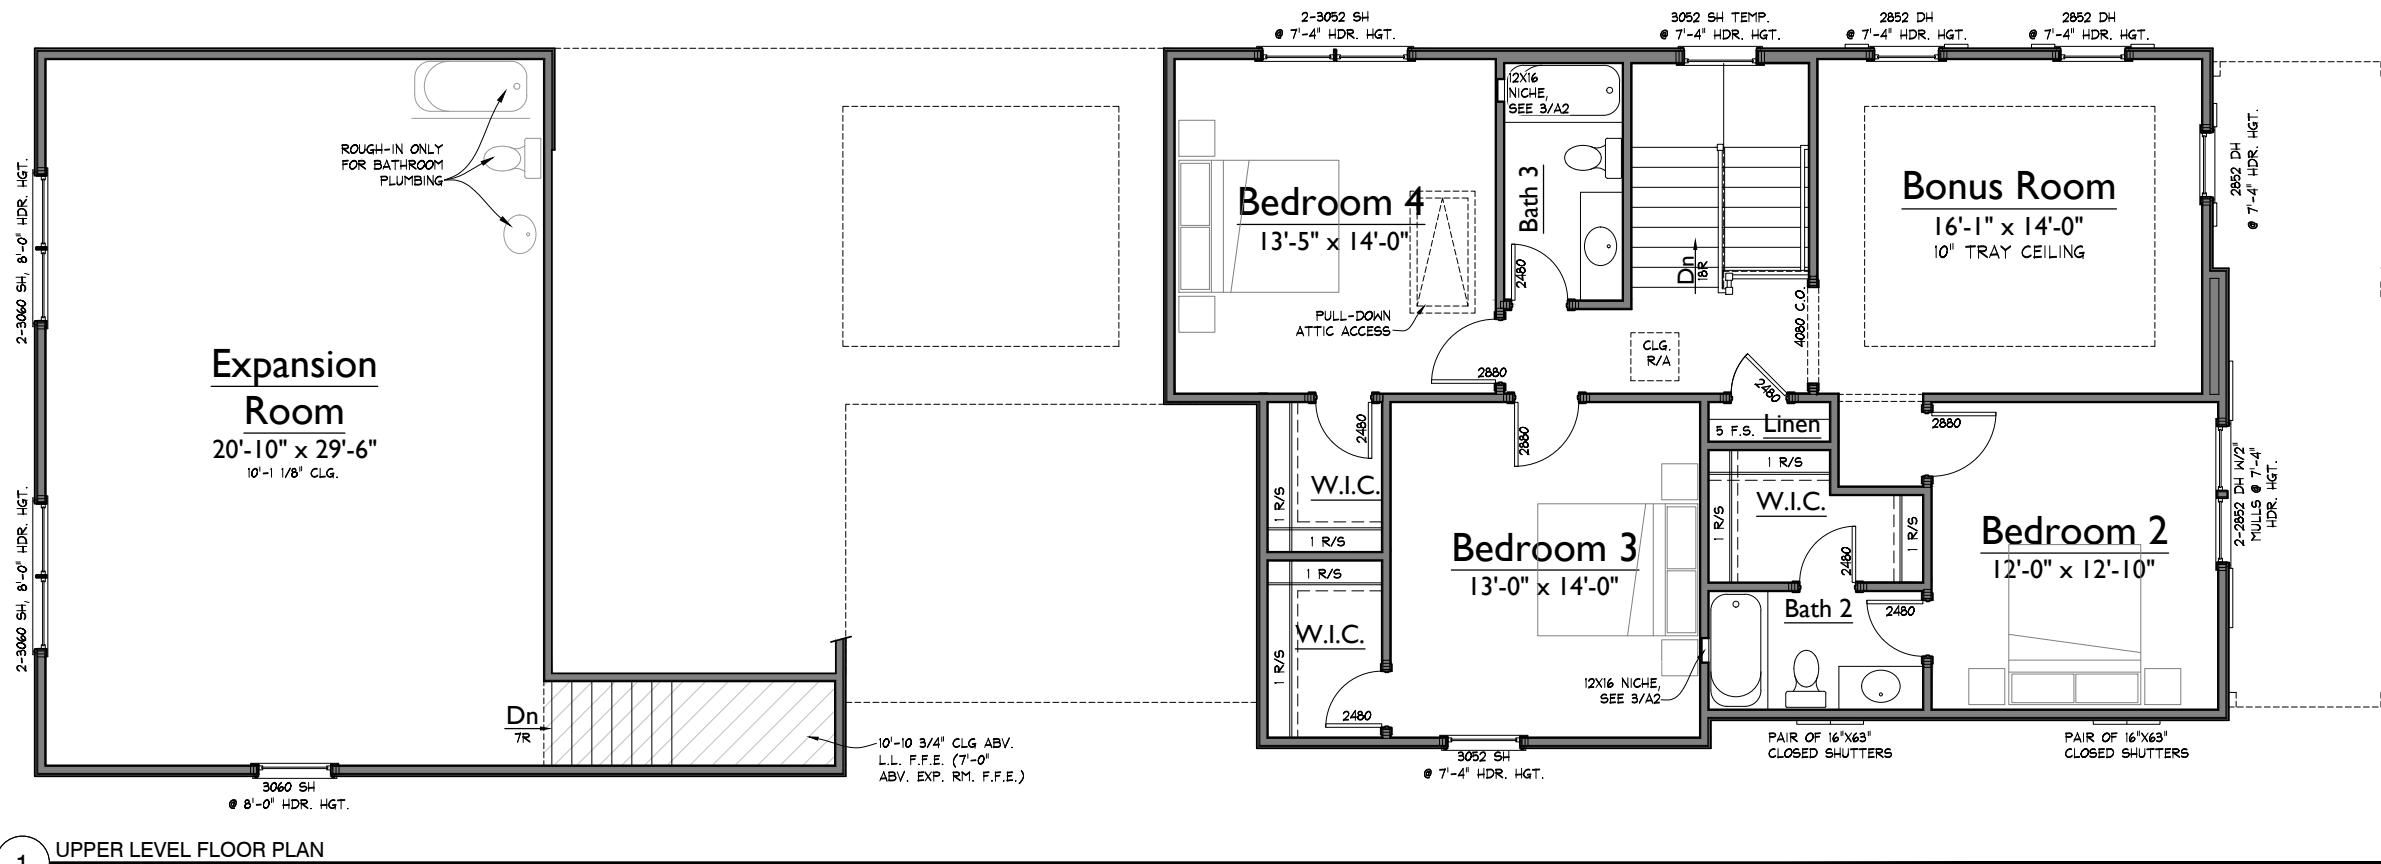 2-3052 SH
@ 7'-4" HDR. HGT.
3052 SH TEMP.
@ 7'-4" HDR. HGT.
2852 DH
@ 7'-4" HDR. HGT.
2852 DH
@ 7'-4" HDR. HGT.
ROUGH-IN ONLY
FOR BATHROOM
PLUMBING
2-3060 SH, 8'-0" HDR. HGT.
Expansion
Room
20'-10" x 29'-6"
10'-1 1/8" CLG.
2-3060 SH, 8'-0" HDR. HGT.
Dn
7R
3060 SH
@ 8'-0" HDR. HGT.
10'-10 3/4" CLG ABV.
L.L. F.F.E. (7'-0"
ABV. EXP. RM. F.F.E.)
Bedroom 4
13'-5" x 14'-0"
PULL-DOWN
ATTIC ACCESS
12X16
NICHE,
SEE 3/A2
Bath 3
2480
Dn
18R
Bonus Room
16'-1" x 14'-0"
10" TRAY CEILING
2852 DH
@ 7'-4" HDR. HGT.
4080 C.O.
CLG.
R/A
2880
2480
2480
2880
5 F.S.
Linen
2880
W.I.C.
1 R/S
1 R/S
1 R/S
W.I.C.
1 R/S
2480
Bedroom 3
13'-0" x 14'-0"
12X16 NICHE,
SEE 3/A2
3052 SH
@ 7'-4" HDR. HGT.
1 R/S
W.I.C.
1 R/S
1 R/S
2480
Bath 2
2480
Bedroom 2
12'-0" x 12'-10"
2-2852 DH W/2"
MULLS @ 7'-4"
HDR. HGT.
PAIR OF 16"X63"
CLOSED SHUTTERS
PAIR OF 16"X63"
CLOSED SHUTTERS
1
UPPER LEVEL FLOOR PLAN